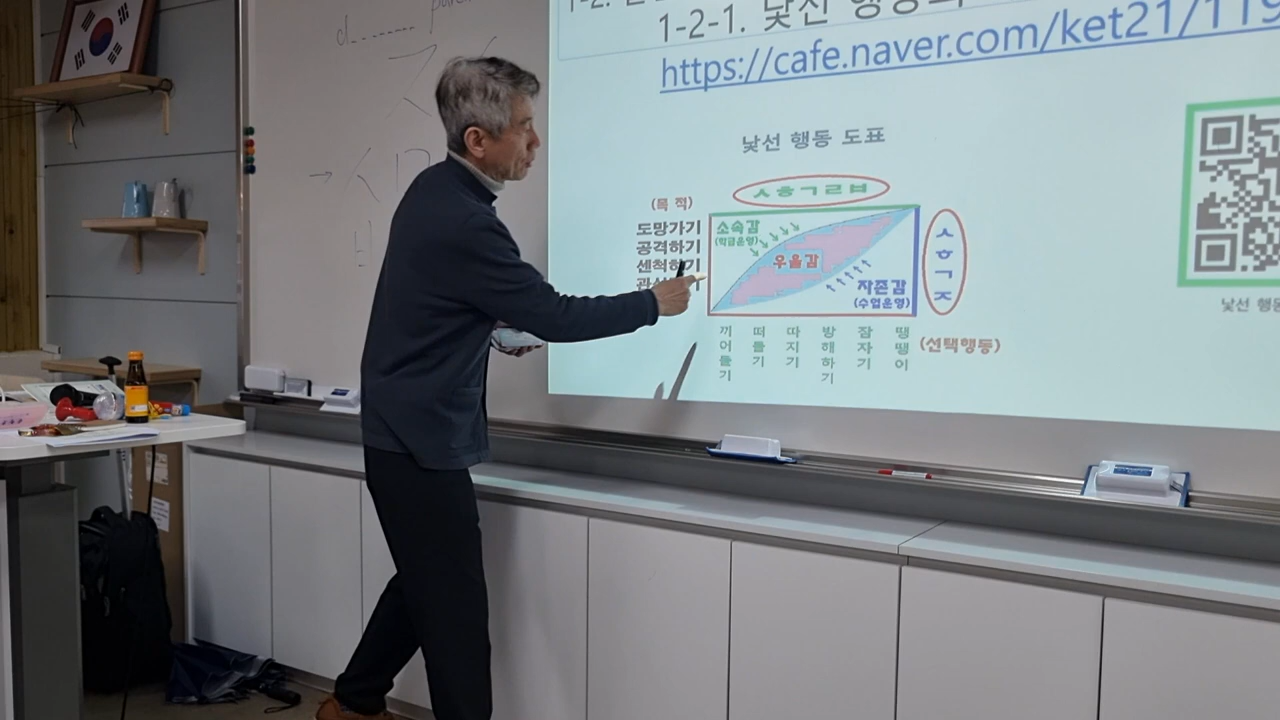 1-2-1. 낯선 행동의
https://cafe.naver.com/ket21/119
낯선 행동 도표
ㅅㅎㄱㄹㅂ
(목 적)
도망가기
공격하기
센척하기
소속감
(학급운영)
우울감
자존감
(수업운영)
ㅅㅎㄱㅈ
끼어들기
떠들기
따지기
방해하기
잠자기
땡땡이
(선택행동)
낯선 행동